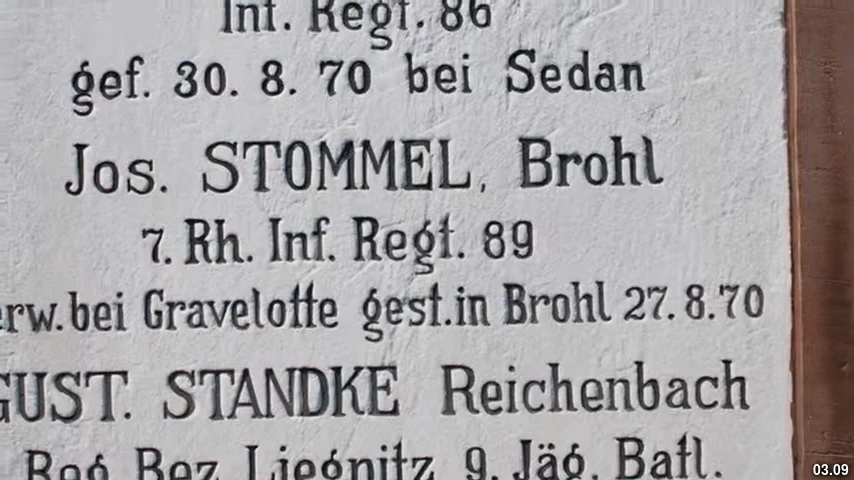 Inf. Regt. 86
gef. 30. 8. 70 bei Sedan
Jos. STOMMEL, Brohl
7. Rh. Inf. Regt. 89
erw. bei Gravelotte gest. in Brohl 27. 8. 70
GUST. STANDKE Reichenbach
Reg Bez Liegnitz 9. Jäg. Batl.
03.09